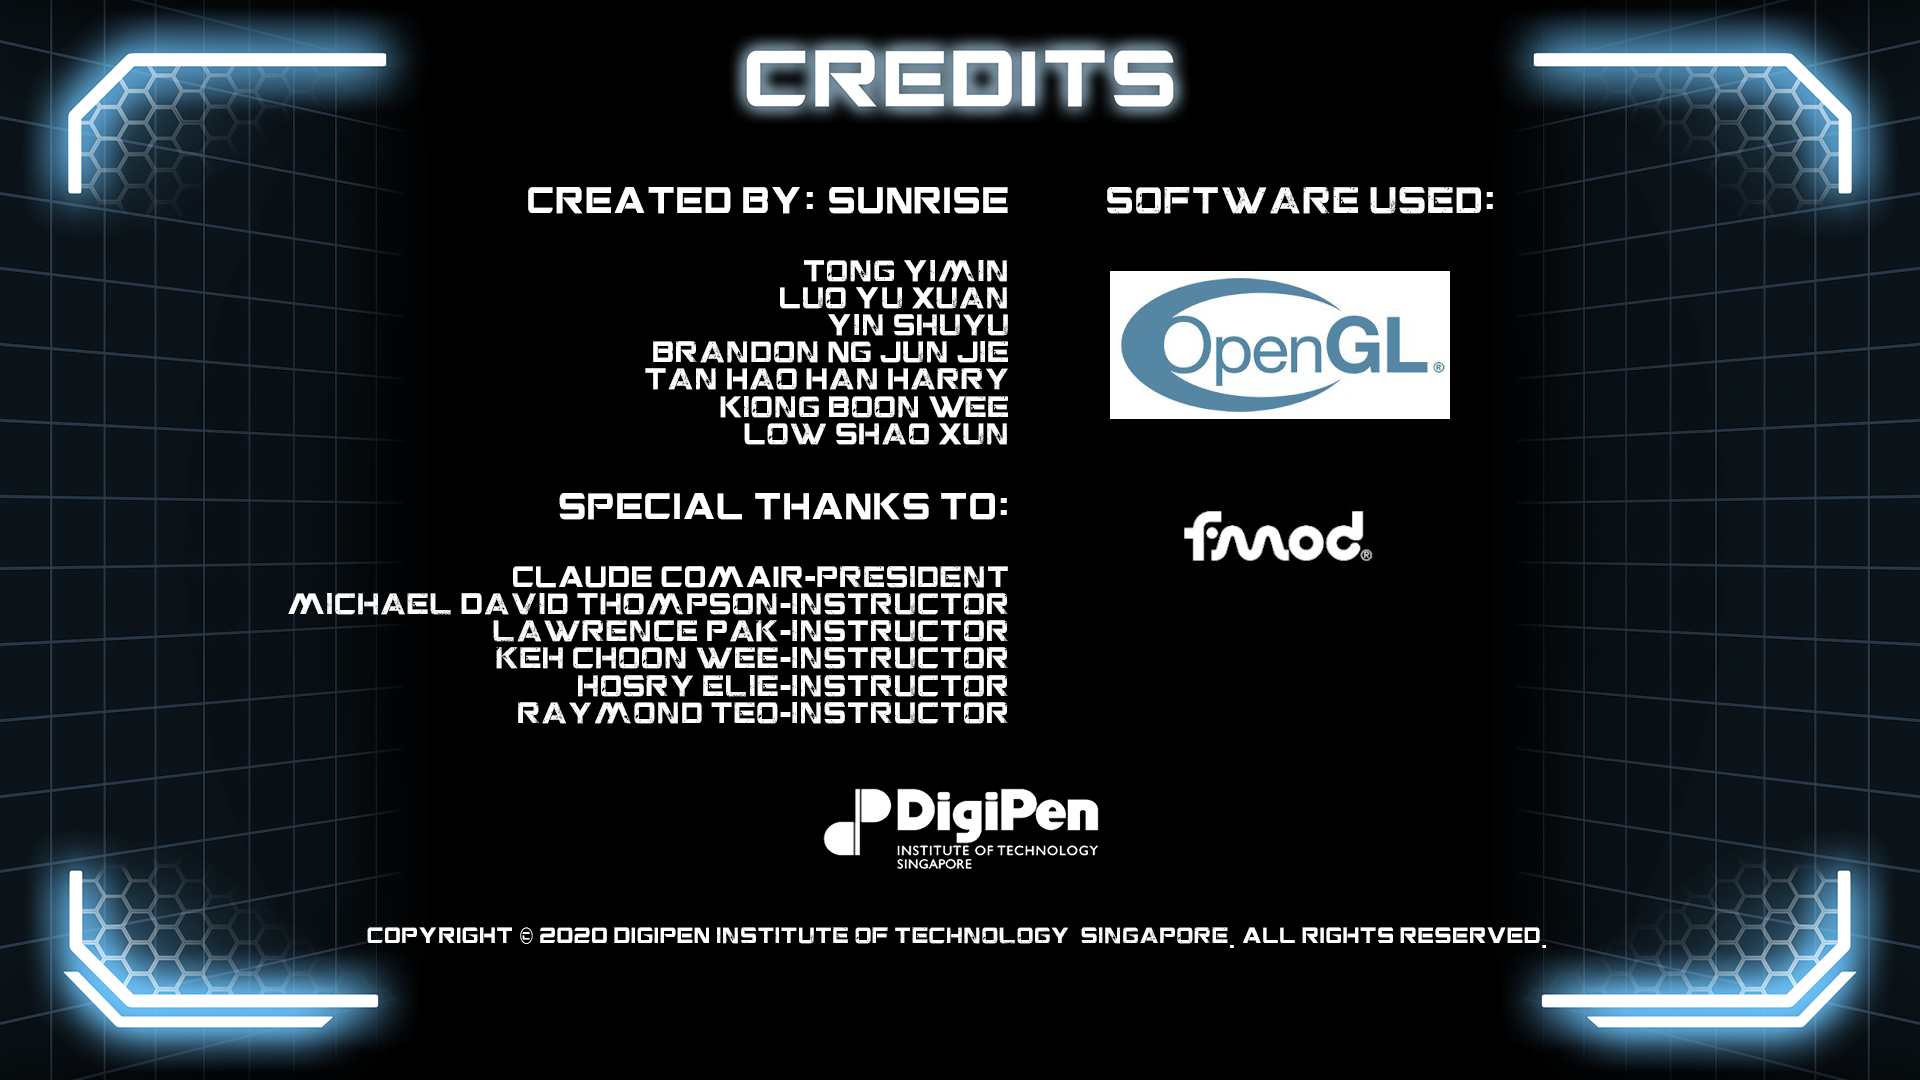 CREDITS
CREATED BY: SUNRISE
TONG YIMIN
LUO YU XUAN
YIN SHUYU
BRANDON NG JUN JIE
TAN HAO HAN HARRY
KIONG BOON WEE
LOW SHAO XUN
SPECIAL THANKS TO:
CLAUDE COMAIR-PRESIDENT
MICHAEL DAVID THOMPSON-INSTRUCTOR
LAWRENCE PAK-INSTRUCTOR
KEH CHOON WEE-INSTRUCTOR
HOSRY ELIE-INSTRUCTOR
RAYMOND TEO-INSTRUCTOR
SOFTWARE USED:
OpenGL®
fmod®
DigiPen
INSTITUTE OF TECHNOLOGY
SINGAPORE
COPYRIGHT © 2020 DIGIPEN INSTITUTE OF TECHNOLOGY SINGAPORE. ALL RIGHTS RESERVED.